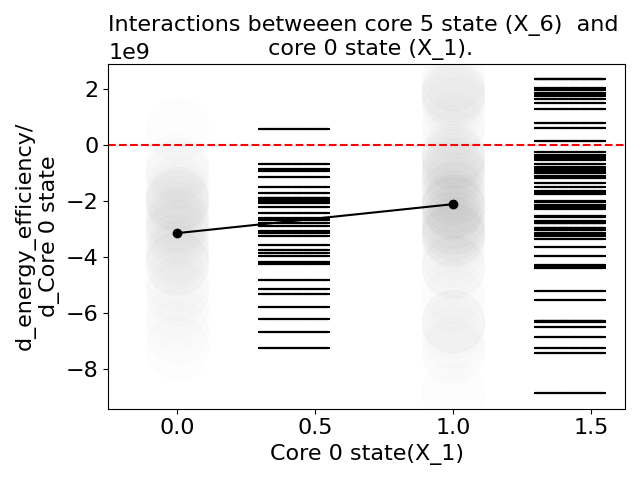 Interactions betweeen core 5 state (X_6)  and
core 0 state (X_1).
1e9
2
0
−2
−4
−6
−8
d_energy_efficiency/
d_Core 0 state
0.0
0.5
1.0
1.5
Core 0 state(X_1)